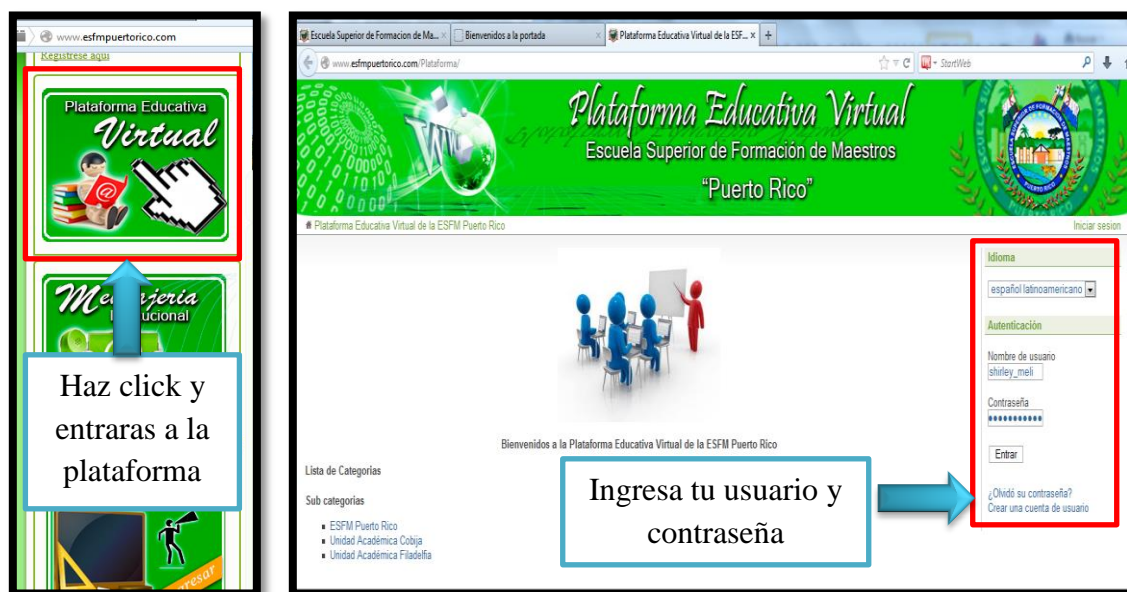 www.esfmpuertorico.com
Registrese aqui
Plataforma Educativa
Virtual
Haz click y
entraras a la
plataforma
Escuela Superior de Formacion de Ma...
Bienvenidos a la portada
Plataforma Educativa Virtual de la ESF...
www.esfmpuertorico.com/Plataforma/
StartWeb
Plataforma Educativa Virtual
Escuela Superior de Formación de Maestros
"Puerto Rico"
Plataforma Educativa Virtual de la ESFM Puerto Rico
Iniciar sesion
Idioma
español latinoamericano
Autenticación
Nombre de usuario
shirley_meli
Contraseña
Entrar
¿Olvidó su contraseña?
Crear una cuenta de usuario
Bienvenidos a la Plataforma Educativa Virtual de la ESFM Puerto Rico
Lista de Categorias
Sub categorias
ESFM Puerto Rico
Unidad Académica Cobija
Unidad Académica Filadelfia
Ingresa tu usuario y
contraseña